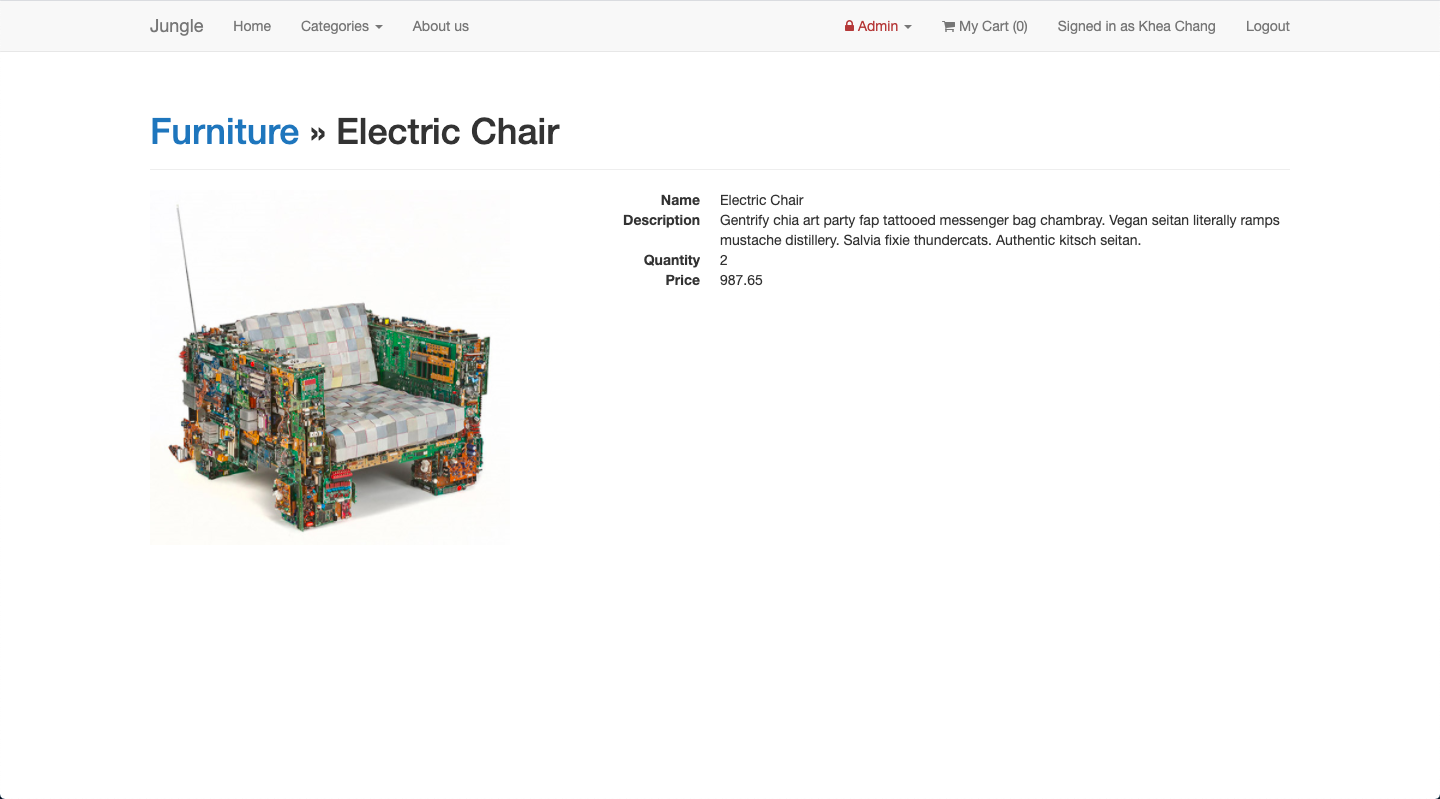 Jungle Home Categories About us Admin My Cart (0) Signed in as Khea Chang Logout
Furniture » Electric Chair
Name Electric Chair
Description Gentrify chia art party fap tattooed messenger bag chambray. Vegan seitan literally ramps
mustache distillery. Salvia fixie thundercats. Authentic kitsch seitan.
Quantity 2
Price 987.65